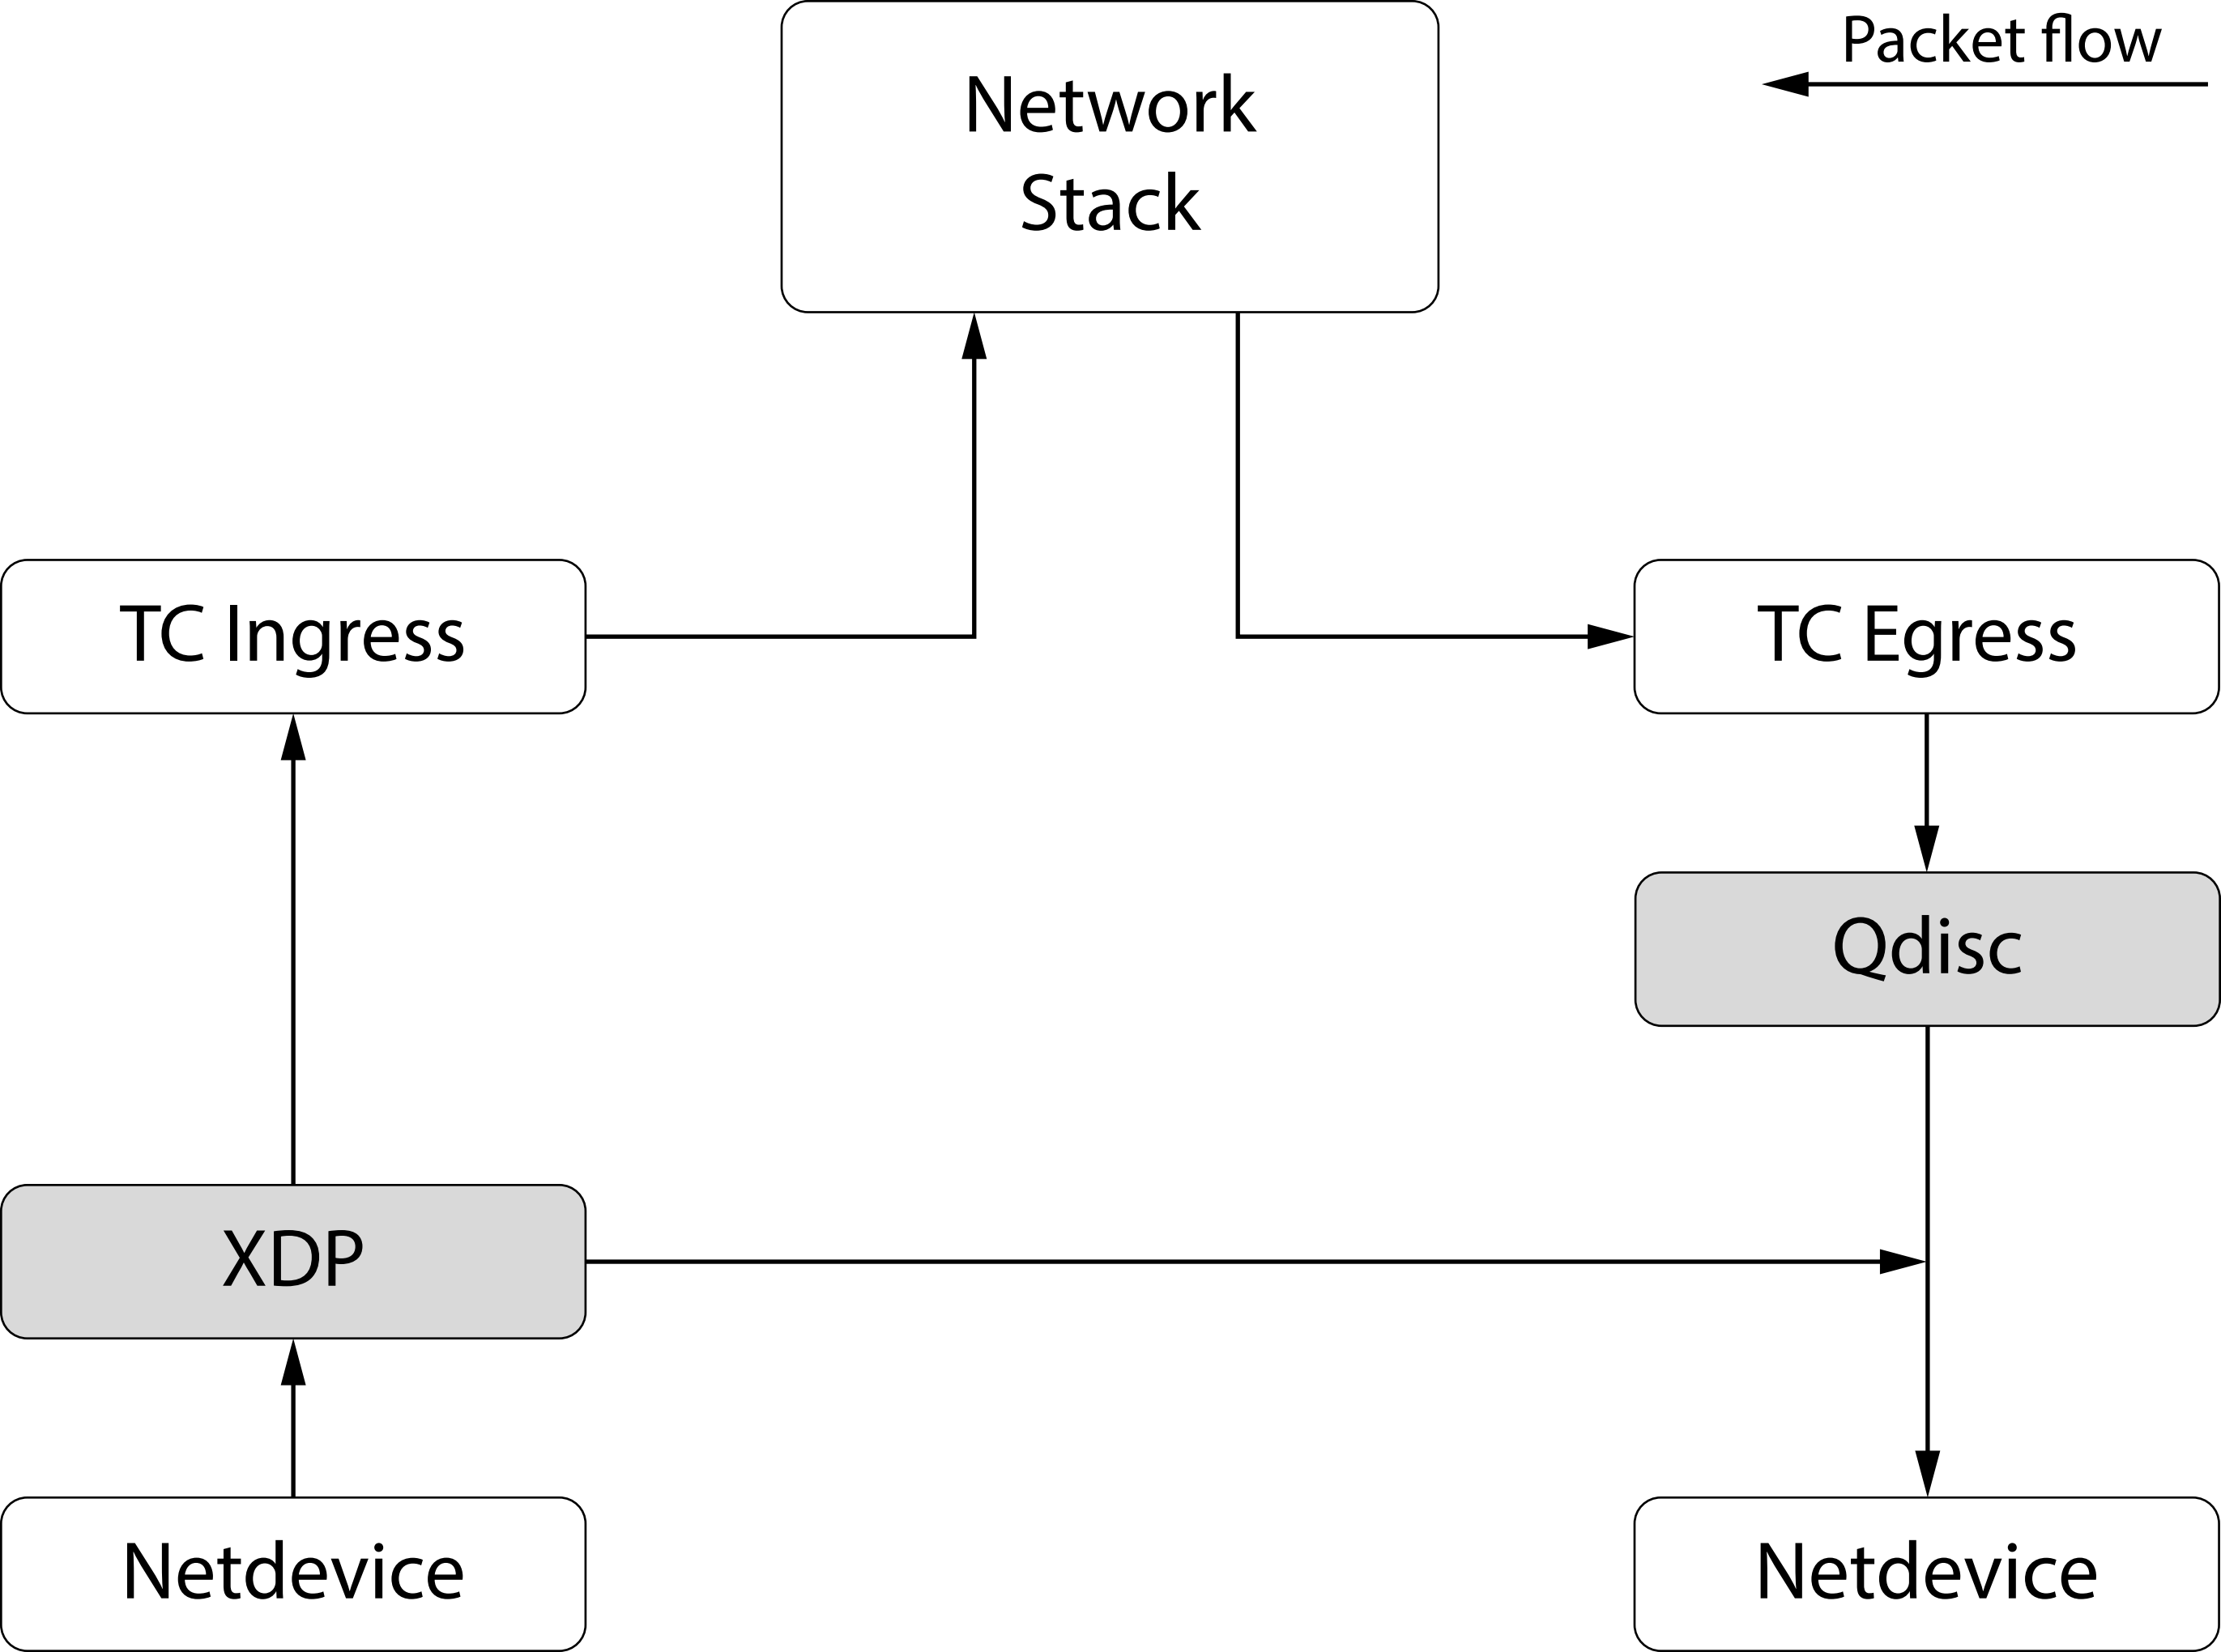 Network
Stack
Packet flow
TC Ingress
TC Egress
Qdisc
XDP
Netdevice
Netdevice